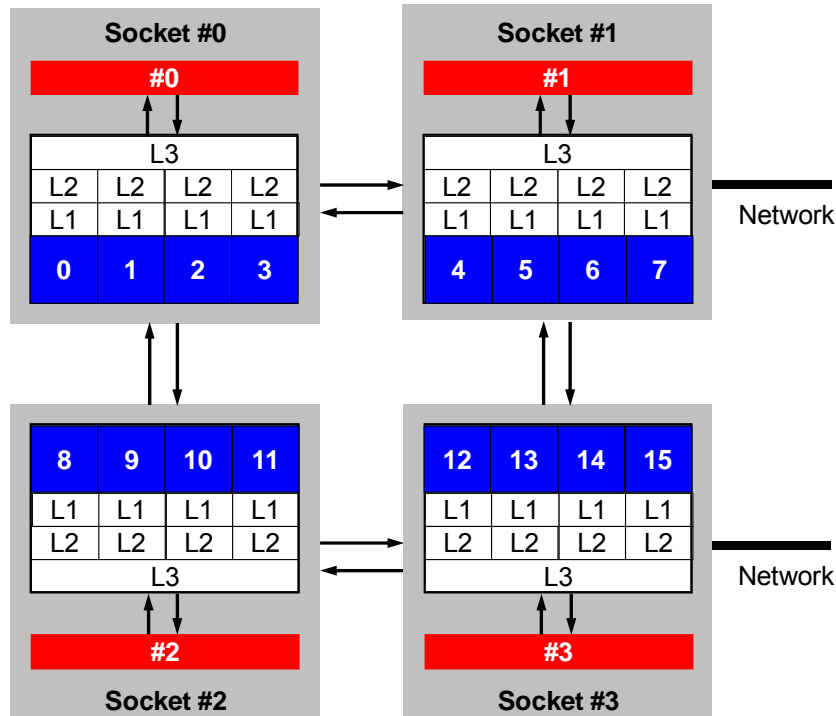 Socket #0
Socket #1
#0
#1
L3
L3
L2 L2 L2 L2
L2 L2 L2 L2
L1 L1 L1 L1
L1 L1 L1 L1
Network
0 1 2 3
4 5 6 7
8 9 10 11
12 13 14 15
L1 L1 L1 L1
L1 L1 L1 L1
L2 L2 L2 L2
L2 L2 L2 L2
L3
L3
Network
#2
#3
Socket #2
Socket #3